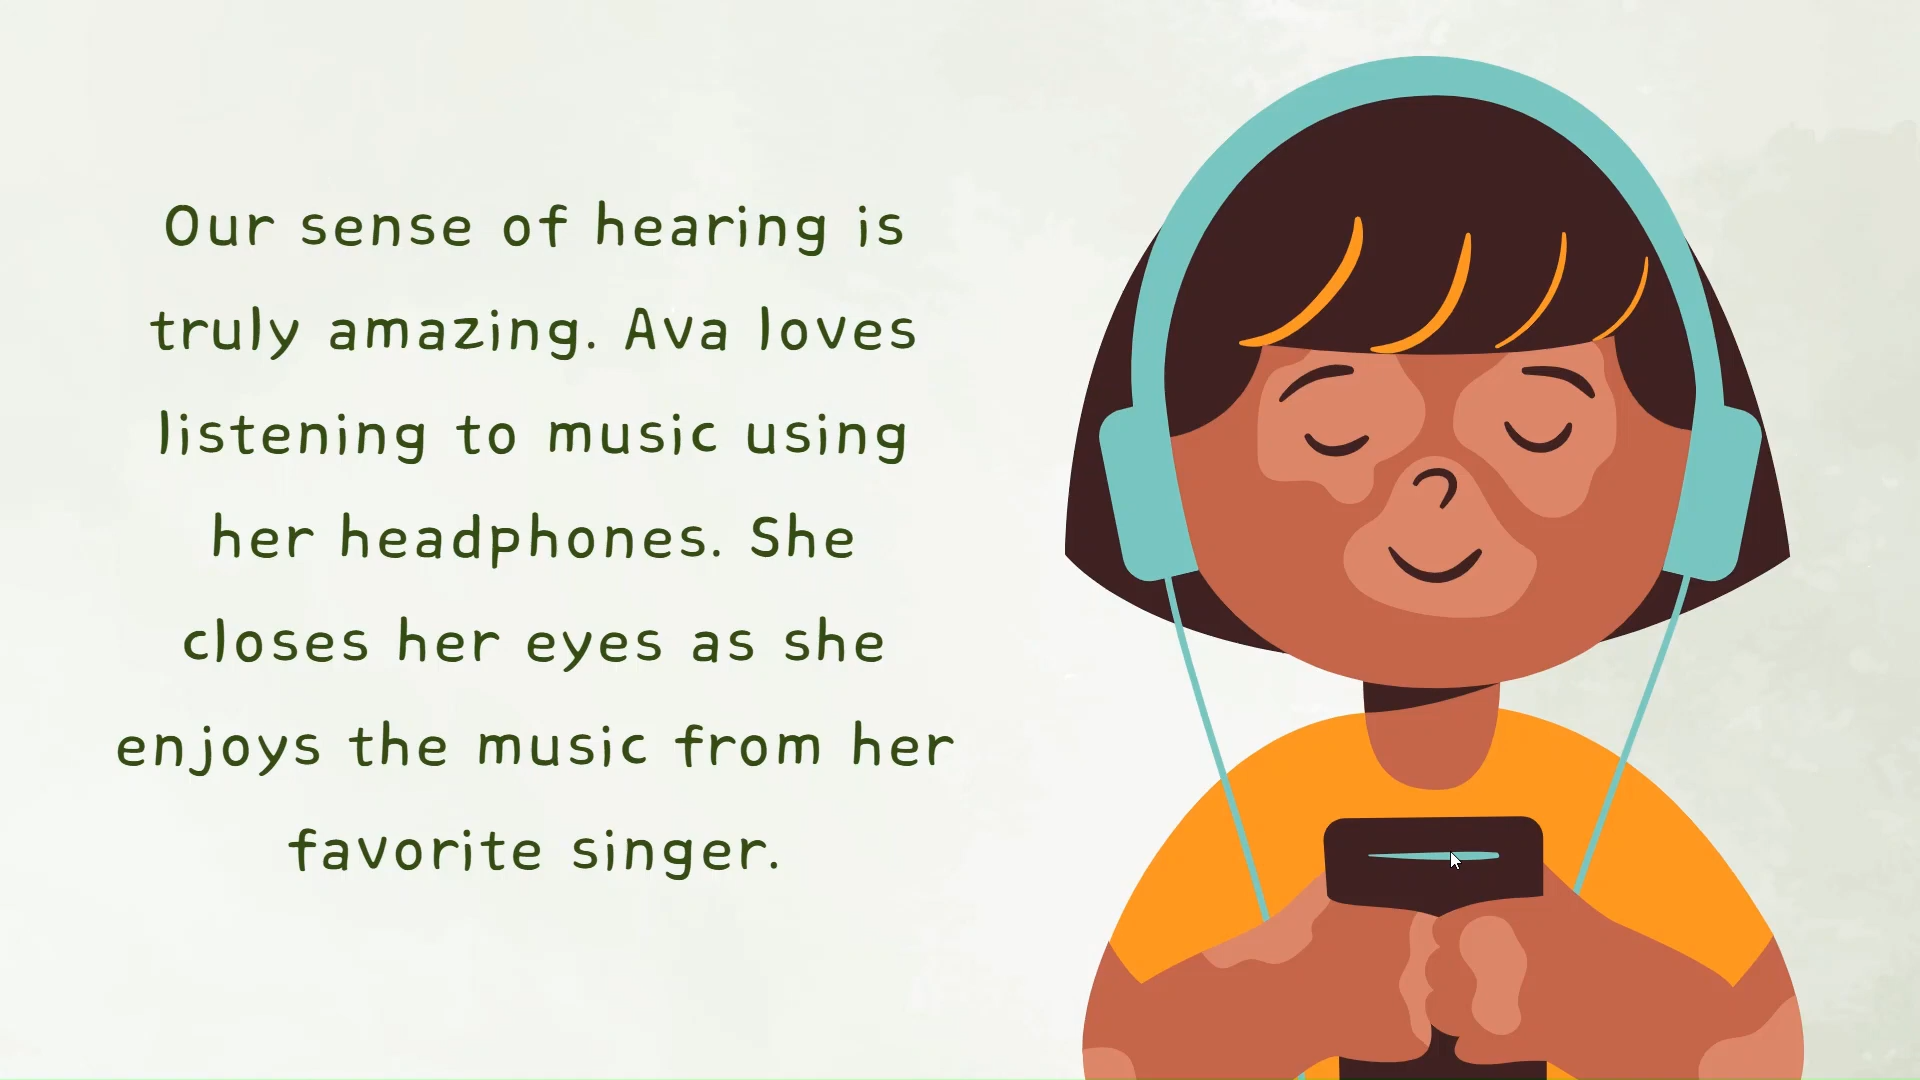 Our sense of hearing is
truly amazing. Ava loves
listening to music using
her headphones. She
closes her eyes as she
enjoys the music from her
favorite singer.